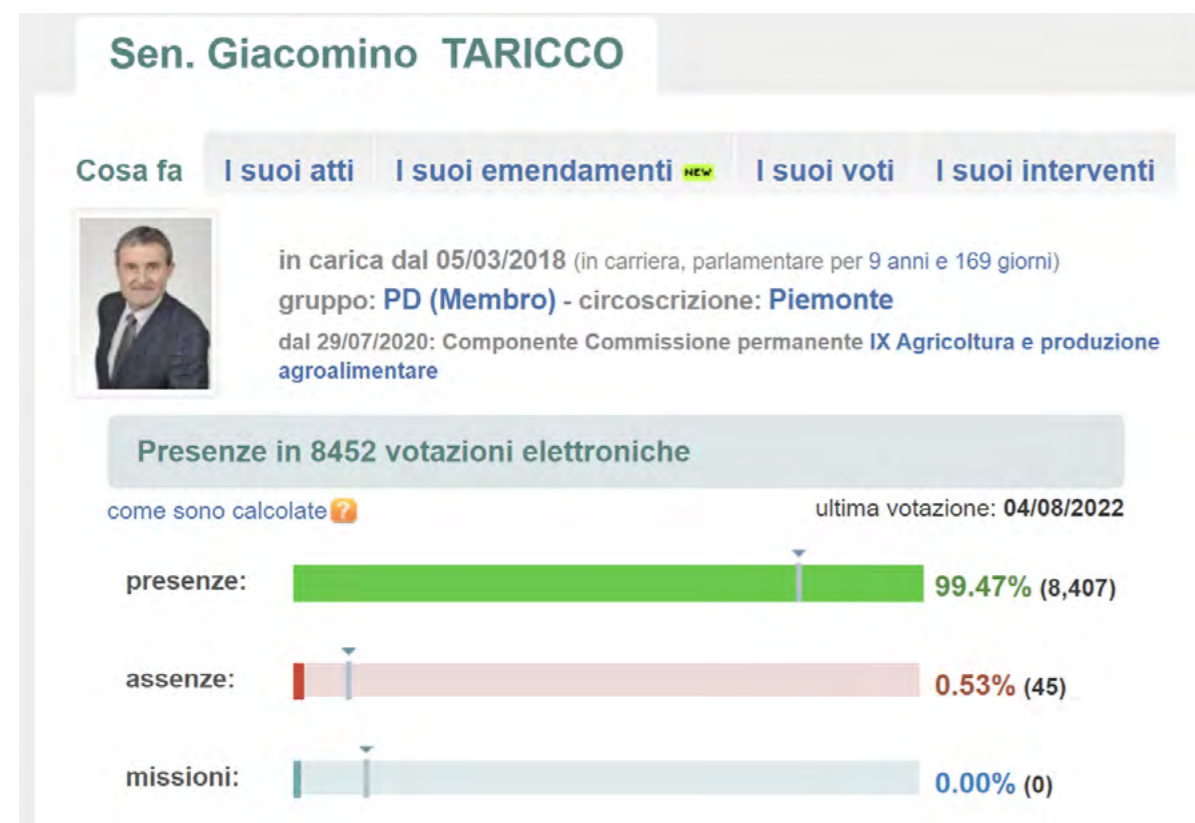 Sen. Giacomino TARICCO
Cosa fa I suoi atti I suoi emendamenti NEW I suoi voti I suoi interventi
in carica dal 05/03/2018 (in carriera, parlamentare per 9 anni e 169 giorni)
gruppo: PD (Membro) - circoscrizione: Piemonte
dal 29/07/2020: Componente Commissione permanente IX Agricoltura e produzione
agroalimentare
Presenze in 8452 votazioni elettroniche
come sono calcolate ? ultima votazione: 04/08/2022
presenze: 99.47% (8,407)
assenze: 0.53% (45)
missioni: 0.00% (0)